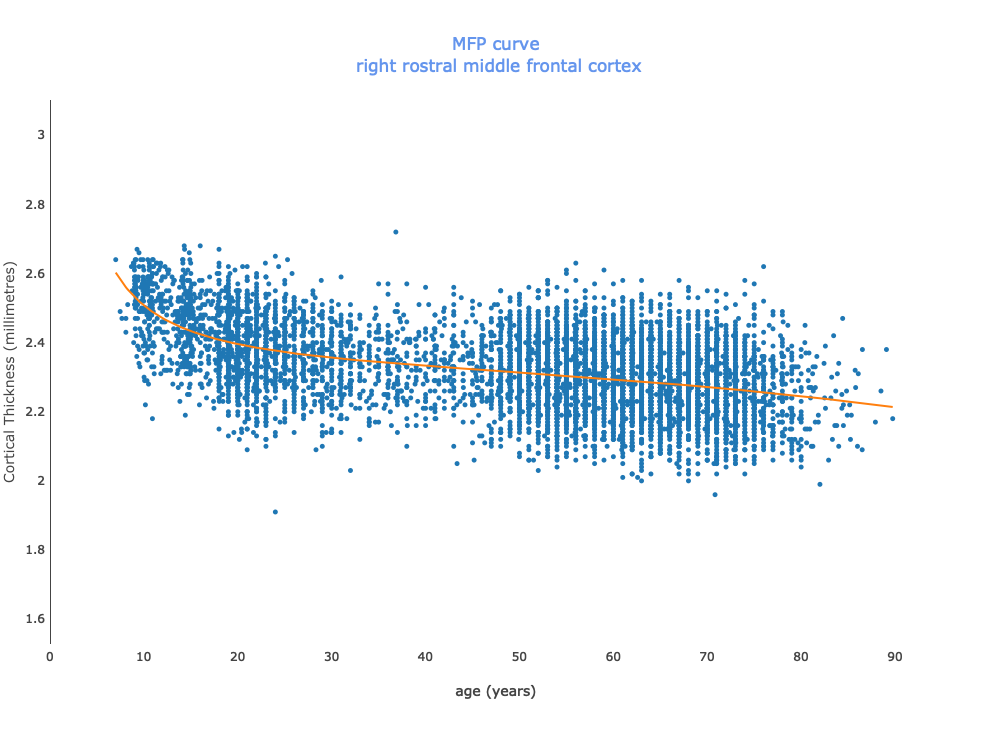 MFP curve
right rostral middle frontal cortex
3
2.8
2.6
2.4
2.2
2
1.8
1.6
Cortical Thickness (millimetres)
0 10 20 30 40 50 60 70 80 90
age (years)